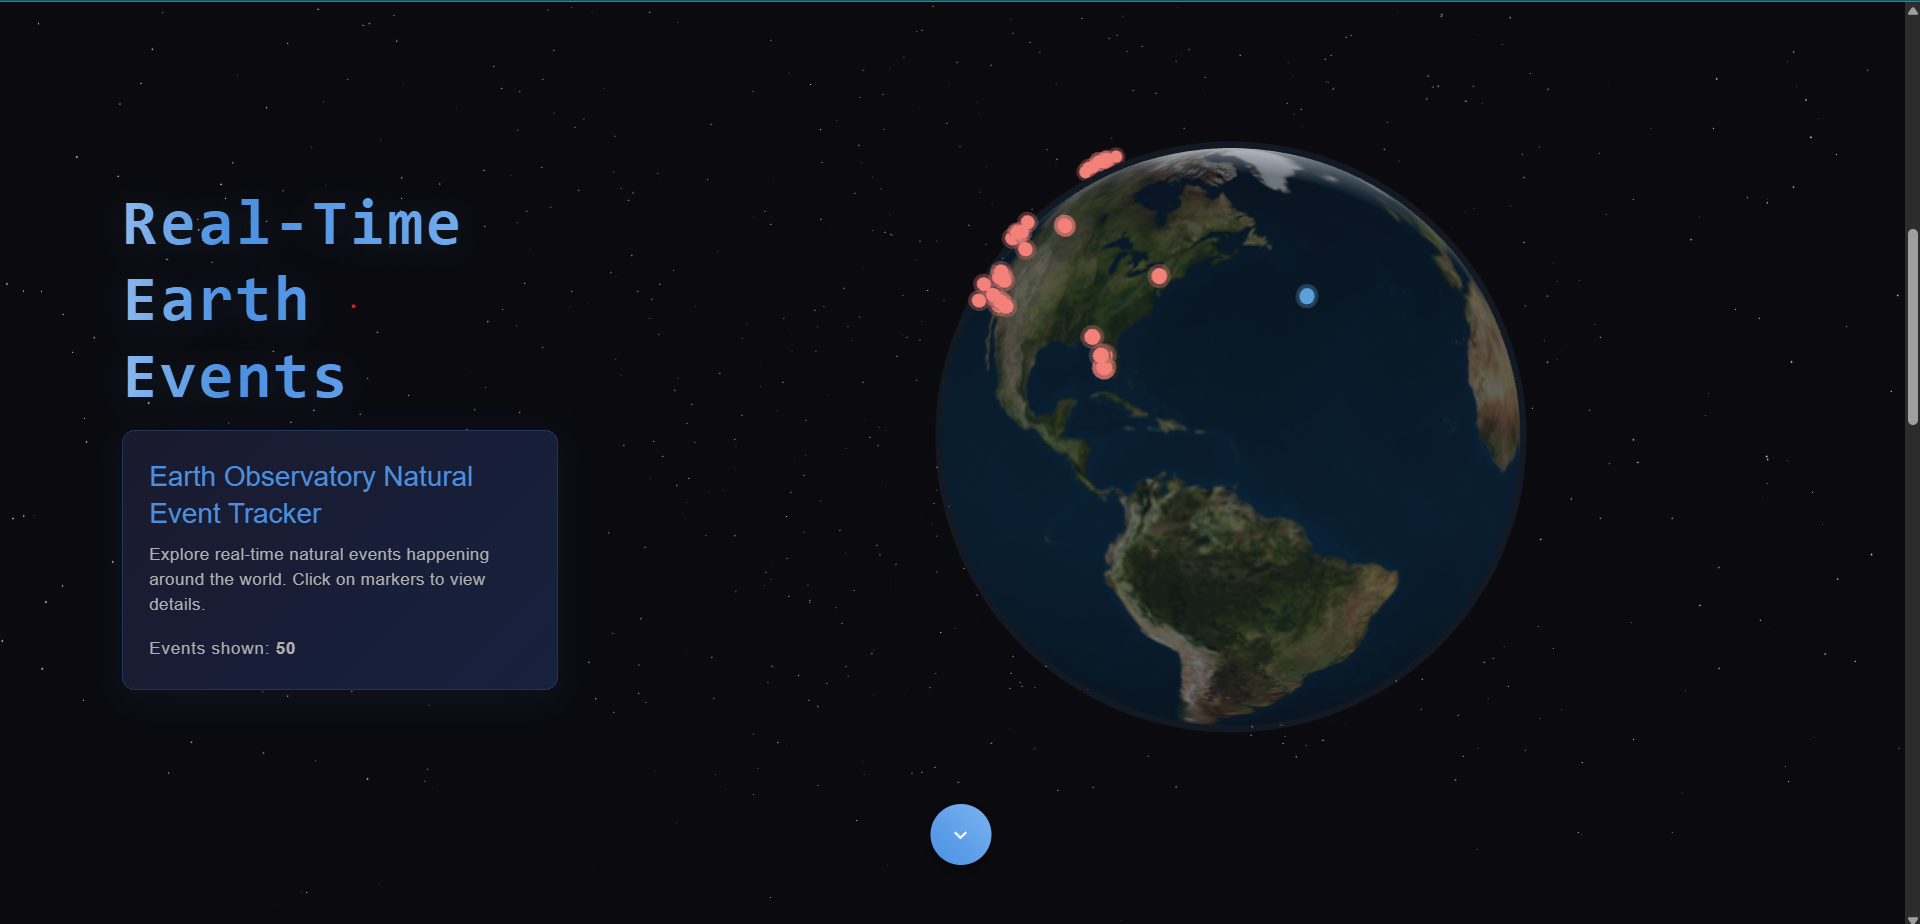 Real-Time
Earth
Events
Earth Observatory Natural
Event Tracker
Explore real-time natural events happening
around the world. Click on markers to view
details.
Events shown: 50